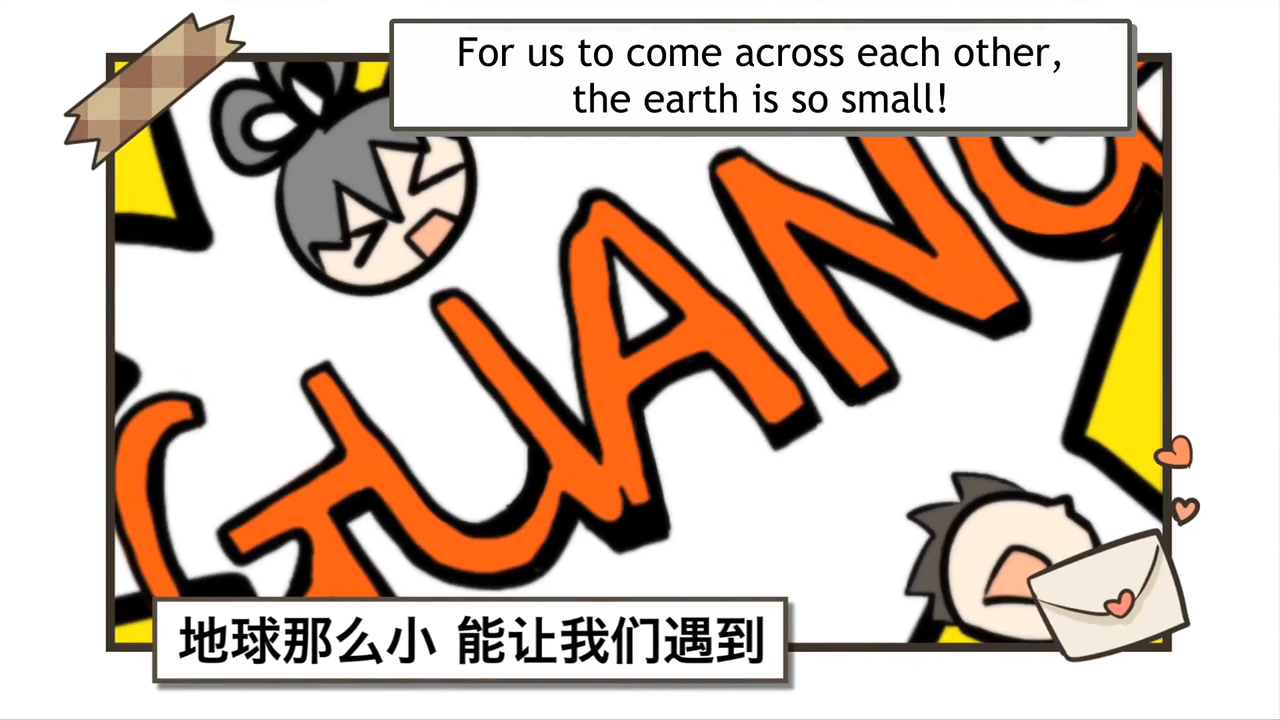 For us to come across each other,
the earth is so small!
GUANG
地球那么小 能让我们遇到